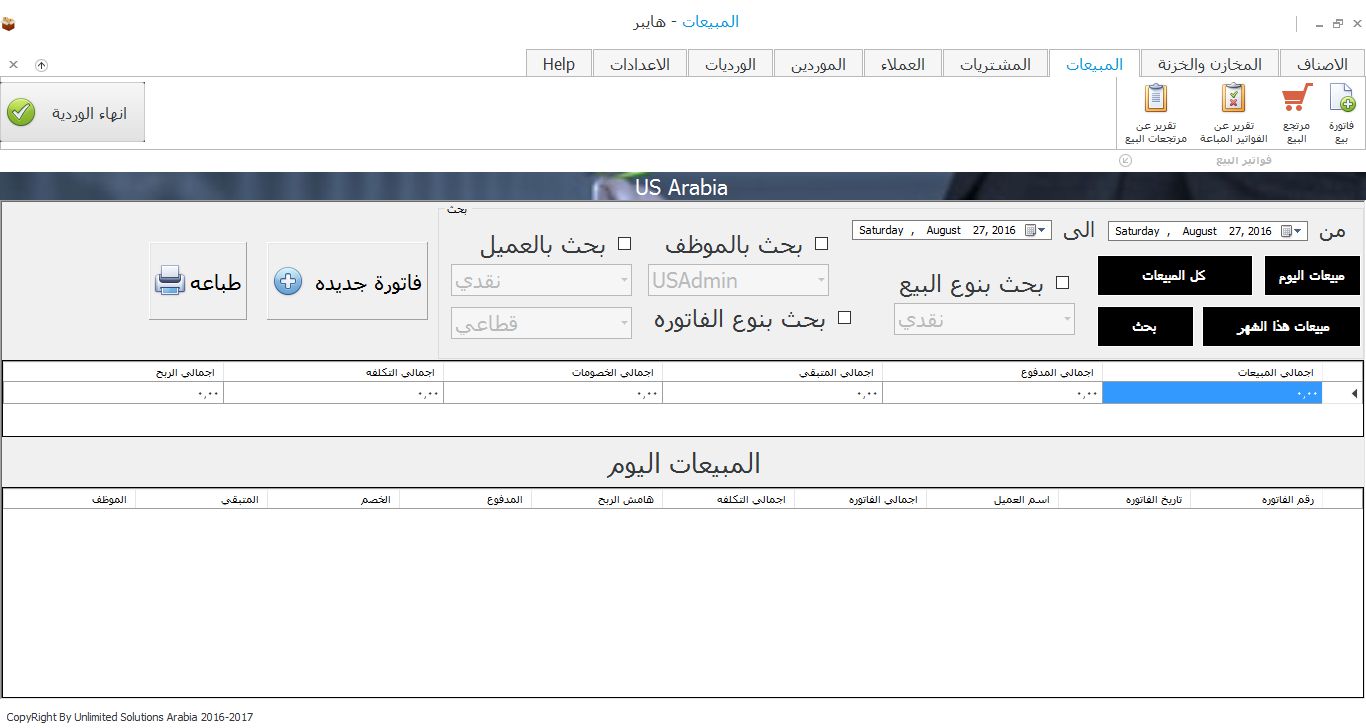 المبيعات - هايبر
الاصناف
المخازن والخزنة
المبيعات
المشتريات
العملاء
الموردين
الورديات
الاعدادات
Help
فاتورة
بيع
مرتجع
البيع
تقرير عن
الفواتير المباعة
تقرير عن
مرتجعات البيع
انهاء الوردية
فواتير البيع
US Arabia
بحث
من
Saturday , August 27, 2016
الى
Saturday , August 27, 2016
مبيعات اليوم
كل المبيعات
مبيعات هذا الشهر
بحث
بحث بنوع البيع
نقدي
بحث بالموظف
USAdmin
بحث بنوع الفاتوره
بحث بالعميل
نقدي
قطاعي
فاتورة جديده
طباعه
اجمالي المبيعات اجمالي المدفوع اجمالي المتبقي اجمالي الخصومات اجمالي التكلفه اجمالي الربح
٠,٠٠ ٠,٠٠ ٠,٠٠ ٠,٠٠ ٠,٠٠ ٠,٠٠
المبيعات اليوم
رقم الفاتوره تاريخ الفاتوره اسم العميل اجمالي الفاتوره اجمالي التكلفه هامش الربح المدفوع الخصم المتبقي الموظف
CopyRight By Unlimited Solutions Arabia 2016-2017